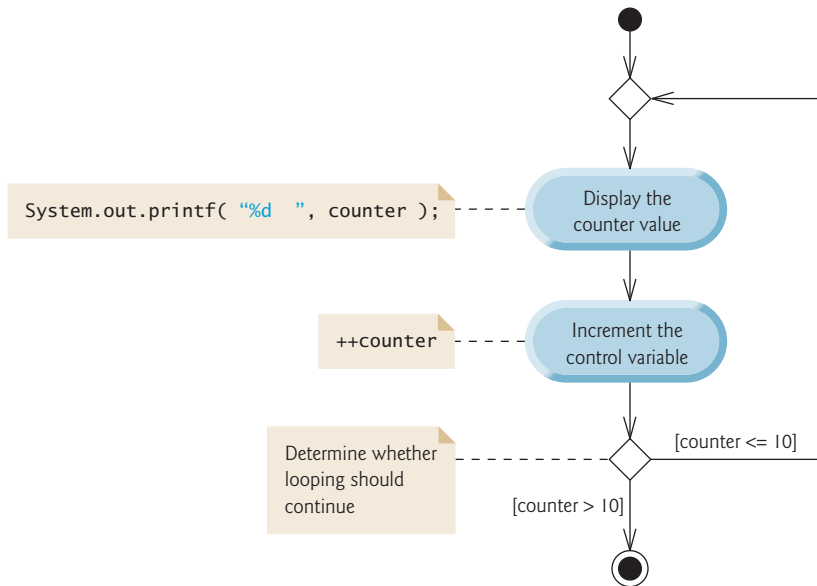 System.out.printf( “%d  ”, counter );
Display the
counter value
++counter
Increment the
control variable
Determine whether
looping should
continue
[counter <= 10]
[counter > 10]